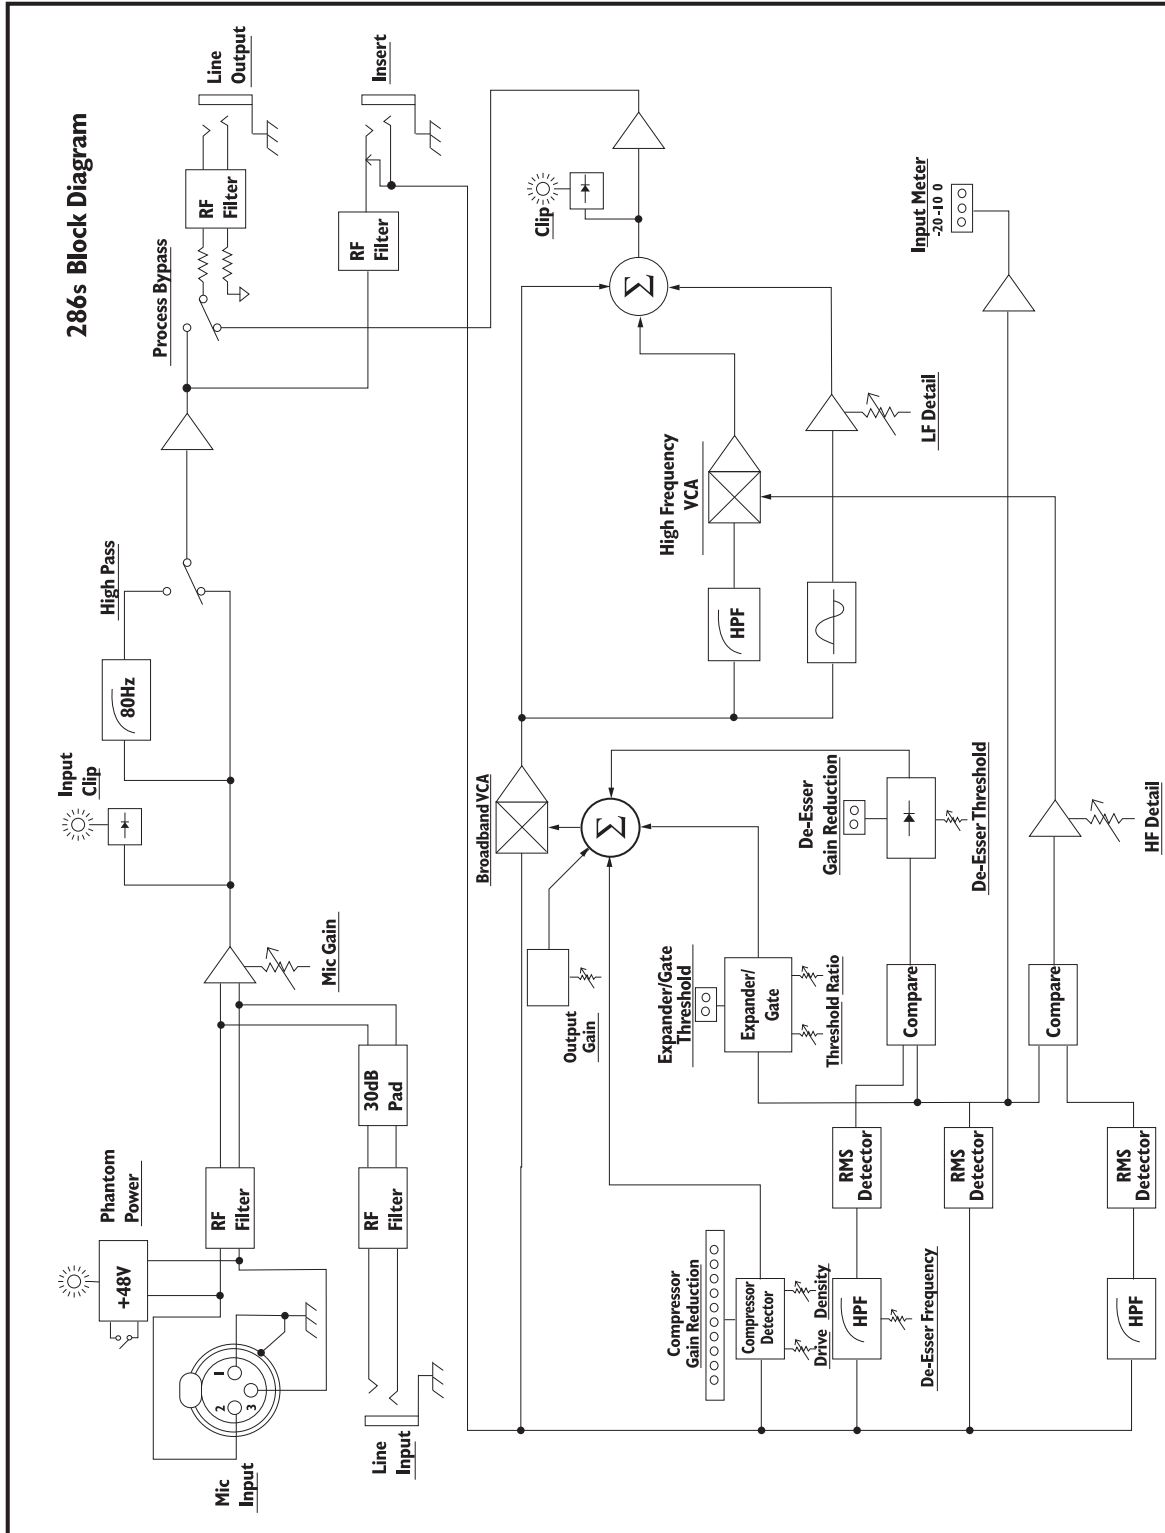 286s Block Diagram
Mic
Input
1
2
3
Phantom
Power
+48V
RF
Filter
Line
Input
RF
Filter
30dB
Pad
Mic Gain
Input
Clip
80Hz
High Pass
Process Bypass
RF
Filter
Line
Output
RF
Filter
Insert
Compressor
Gain Reduction
Compressor
Detector
Drive Density
HPF
De-Esser Frequency
RMS
Detector
RMS
Detector
HPF
RMS
Detector
Output
Gain
Expander/Gate
Threshold
Expander/
Gate
Threshold Ratio
Compare
Compare
Broadband VCA
Σ
De-Esser
Gain Reduction
De-Esser Threshold
HF Detail
HPF
High Frequency
VCA
LF Detail
Σ
Clip
Input Meter
-20 -10 0